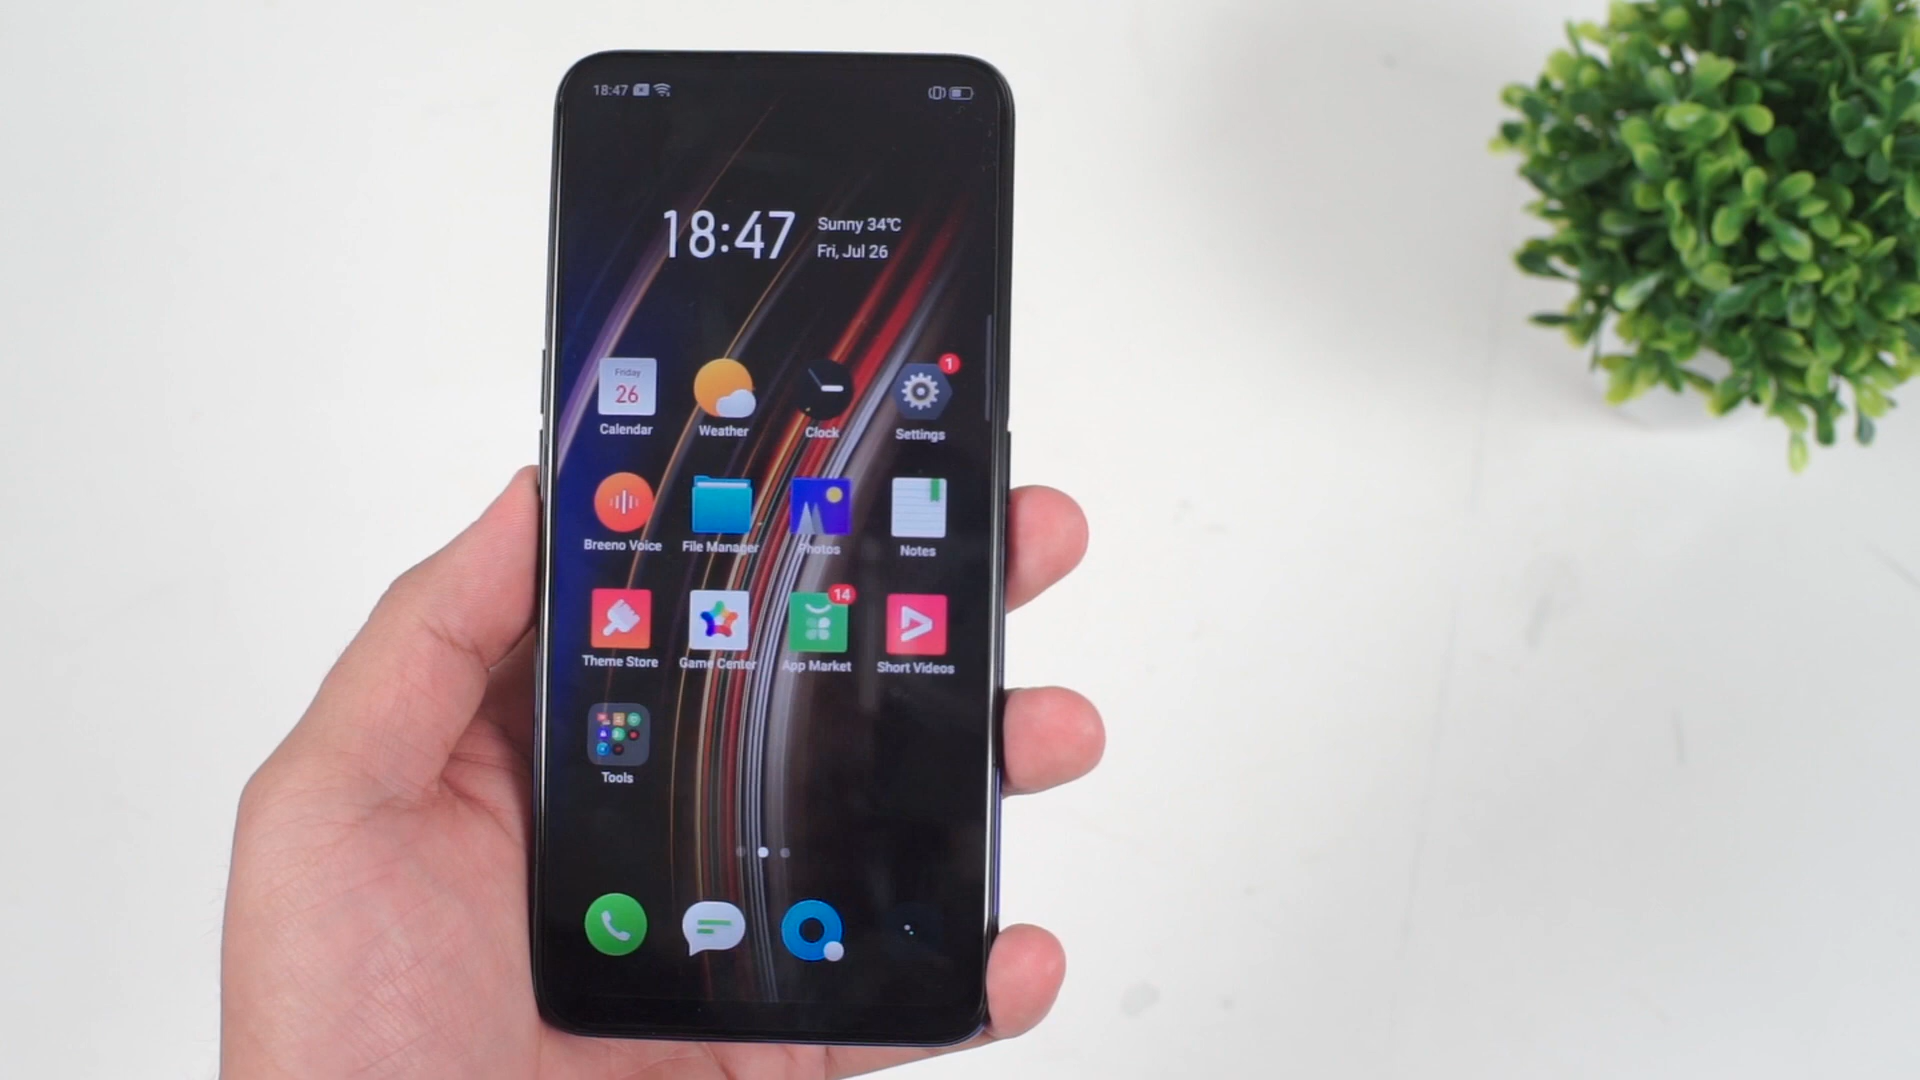 18:47
18:47
Sunny 34℃
Fri, Jul 26
Friday
26
Calendar
Weather
Clock
1
Settings
Breeno Voice
File Manager
Photos
Notes
Theme Store
Game Center
14
App Market
Short Videos
Tools